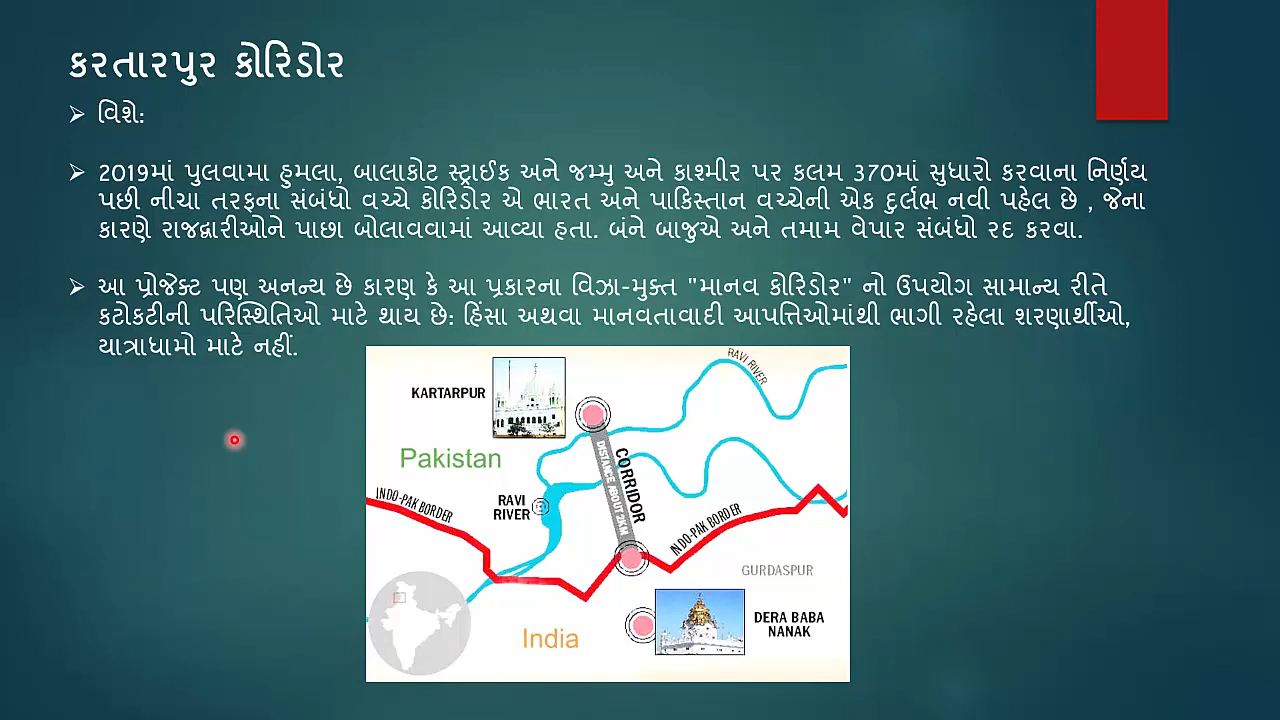 કરતારપુર કોરિડોર
➢ વિશે:
➢ 2019માં પુલવામા હુમલા, બાલાકોટ સ્ટ્રાઈક અને જમ્મુ અને કાશ્મીર પર કલમ 370માં સુધારો કરવાના નિર્ણય
પછી નીચા તરફના સંબંધો વચ્ચે કોરિડોર એ ભારત અને પાકિસ્તાન વચ્ચેની એક દુર્લભ નવી પહેલ છે , જેના
કારણે રાજદ્વારીઓને પાછા બોલાવવામાં આવ્યા હતા. બંને બાજુએ અને તમામ વેપાર સંબંધો રદ કરવા.
➢ આ પ્રોજેક્ટ પણ અનન્ય છે કારણ કે આ પ્રકારના વિઝા-મુક્ત "માનવ કોરિડોર" નો ઉપયોગ સામાન્ય રીતે
કટોકટીની પરિસ્થિતિઓ માટે થાય છે: હિંસા અથવા માનવતાવાદી આપત્તિઓમાંથી ભાગી રહેલા શરણાર્થીઓ,
યાત્રાધામો માટે નહીં.
RAVI RIVER
KARTARPUR
Pakistan
CORRIDOR
DISTANCE ABOUT 2KM
INDO-PAK BORDER
RAVI
RIVER
INDO-PAK BORDER
GURDASPUR
India
DERA BABA
NANAK